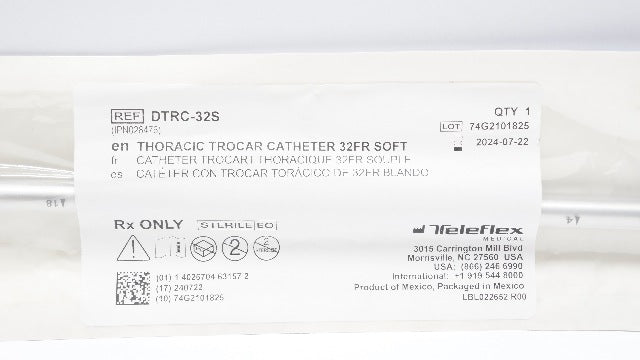 REF DTRC-32S
(IPN026476)
QTY 1
LOT 74G2101825
2024-07-22
en THORACIC TROCAR CATHETER 32FR SOFT
fr CATHETER TROCART THORACIQUE 32FR SOUPLE
es CATÉTER CON TROCAR TORÁCICO DE 32FR BLANDO
18
Rx ONLY STERILE EO
2
Teleflex
MEDICAL
3015 Carrington Mill Blvd
Morrisville, NC 27560 USA
USA: (866) 246 6990
International: +1 919 544 8000
Product of Mexico, Packaged in Mexico
LBL022652 R00
(01) 1 4026704 63157 2
(17) 240722
(10) 74G2101825